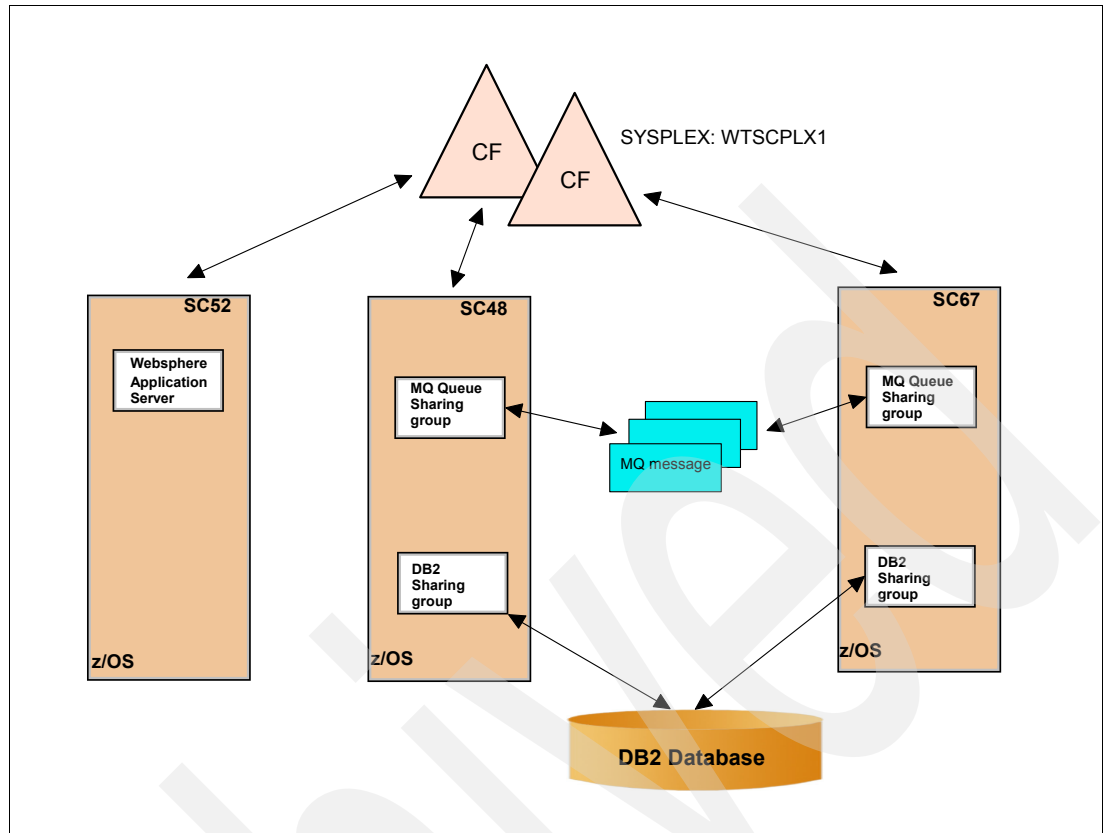 CF
CF
SYSPLEX: WTSCPLX1
SC52
Websphere
Application
Server
z/OS
SC48
MQ Queue
Sharing
group
DB2
Sharing
group
z/OS
MQ message
SC67
MQ Queue
Sharing
group
DB2
Sharing
group
z/OS
DB2 Database